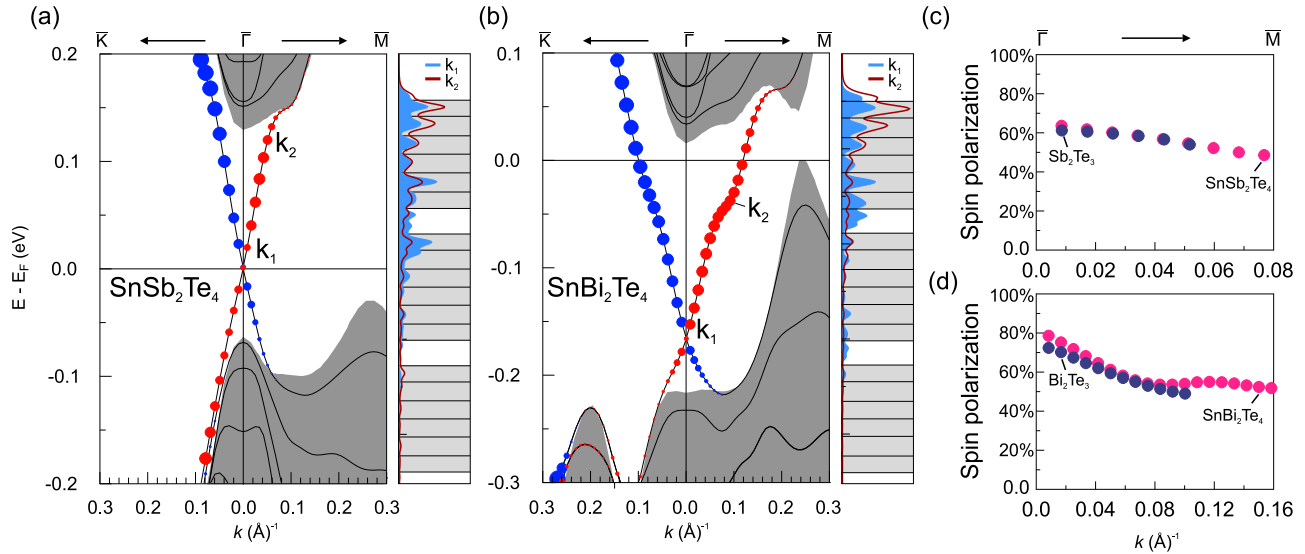 (a)
K̅ Γ̅ M̅
0.2
0.1
0.0
-0.1
-0.2
E - E_F (eV)
k₂
k₁
SnSb₂Te₄
0.3 0.2 0.1 0.0 0.1 0.2 0.3
k (Å)⁻¹
k₁
k₂
(b)
K̅ Γ̅ M̅
0.1
0.0
-0.1
-0.2
-0.3
k₂
k₁
SnBi₂Te₄
0.3 0.2 0.1 0.0 0.1 0.2 0.3
k (Å)⁻¹
k₁
k₂
(c)
Γ̅ M̅
Spin polarization
100%
80%
60%
40%
20%
0.0
Sb₂Te₃
SnSb₂Te₄
0.0 0.02 0.04 0.06 0.08
(d)
Spin polarization
100%
80%
60%
40%
20%
0.0
Bi₂Te₃
SnBi₂Te₄
0.0 0.04 0.08 0.12 0.16
k (Å)⁻¹